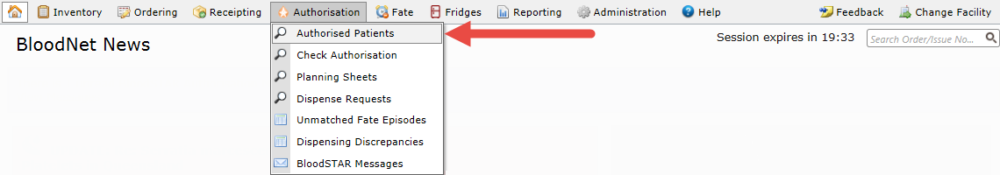 Inventory Ordering Receipting Authorisation Fate Fridges Reporting Administration Help Feedback Change Facility
BloodNet News
Session expires in 19:33
Search Order/Issue No...
Authorised Patients
Check Authorisation
Planning Sheets
Dispense Requests
Unmatched Fate Episodes
Dispensing Discrepancies
BloodSTAR Messages